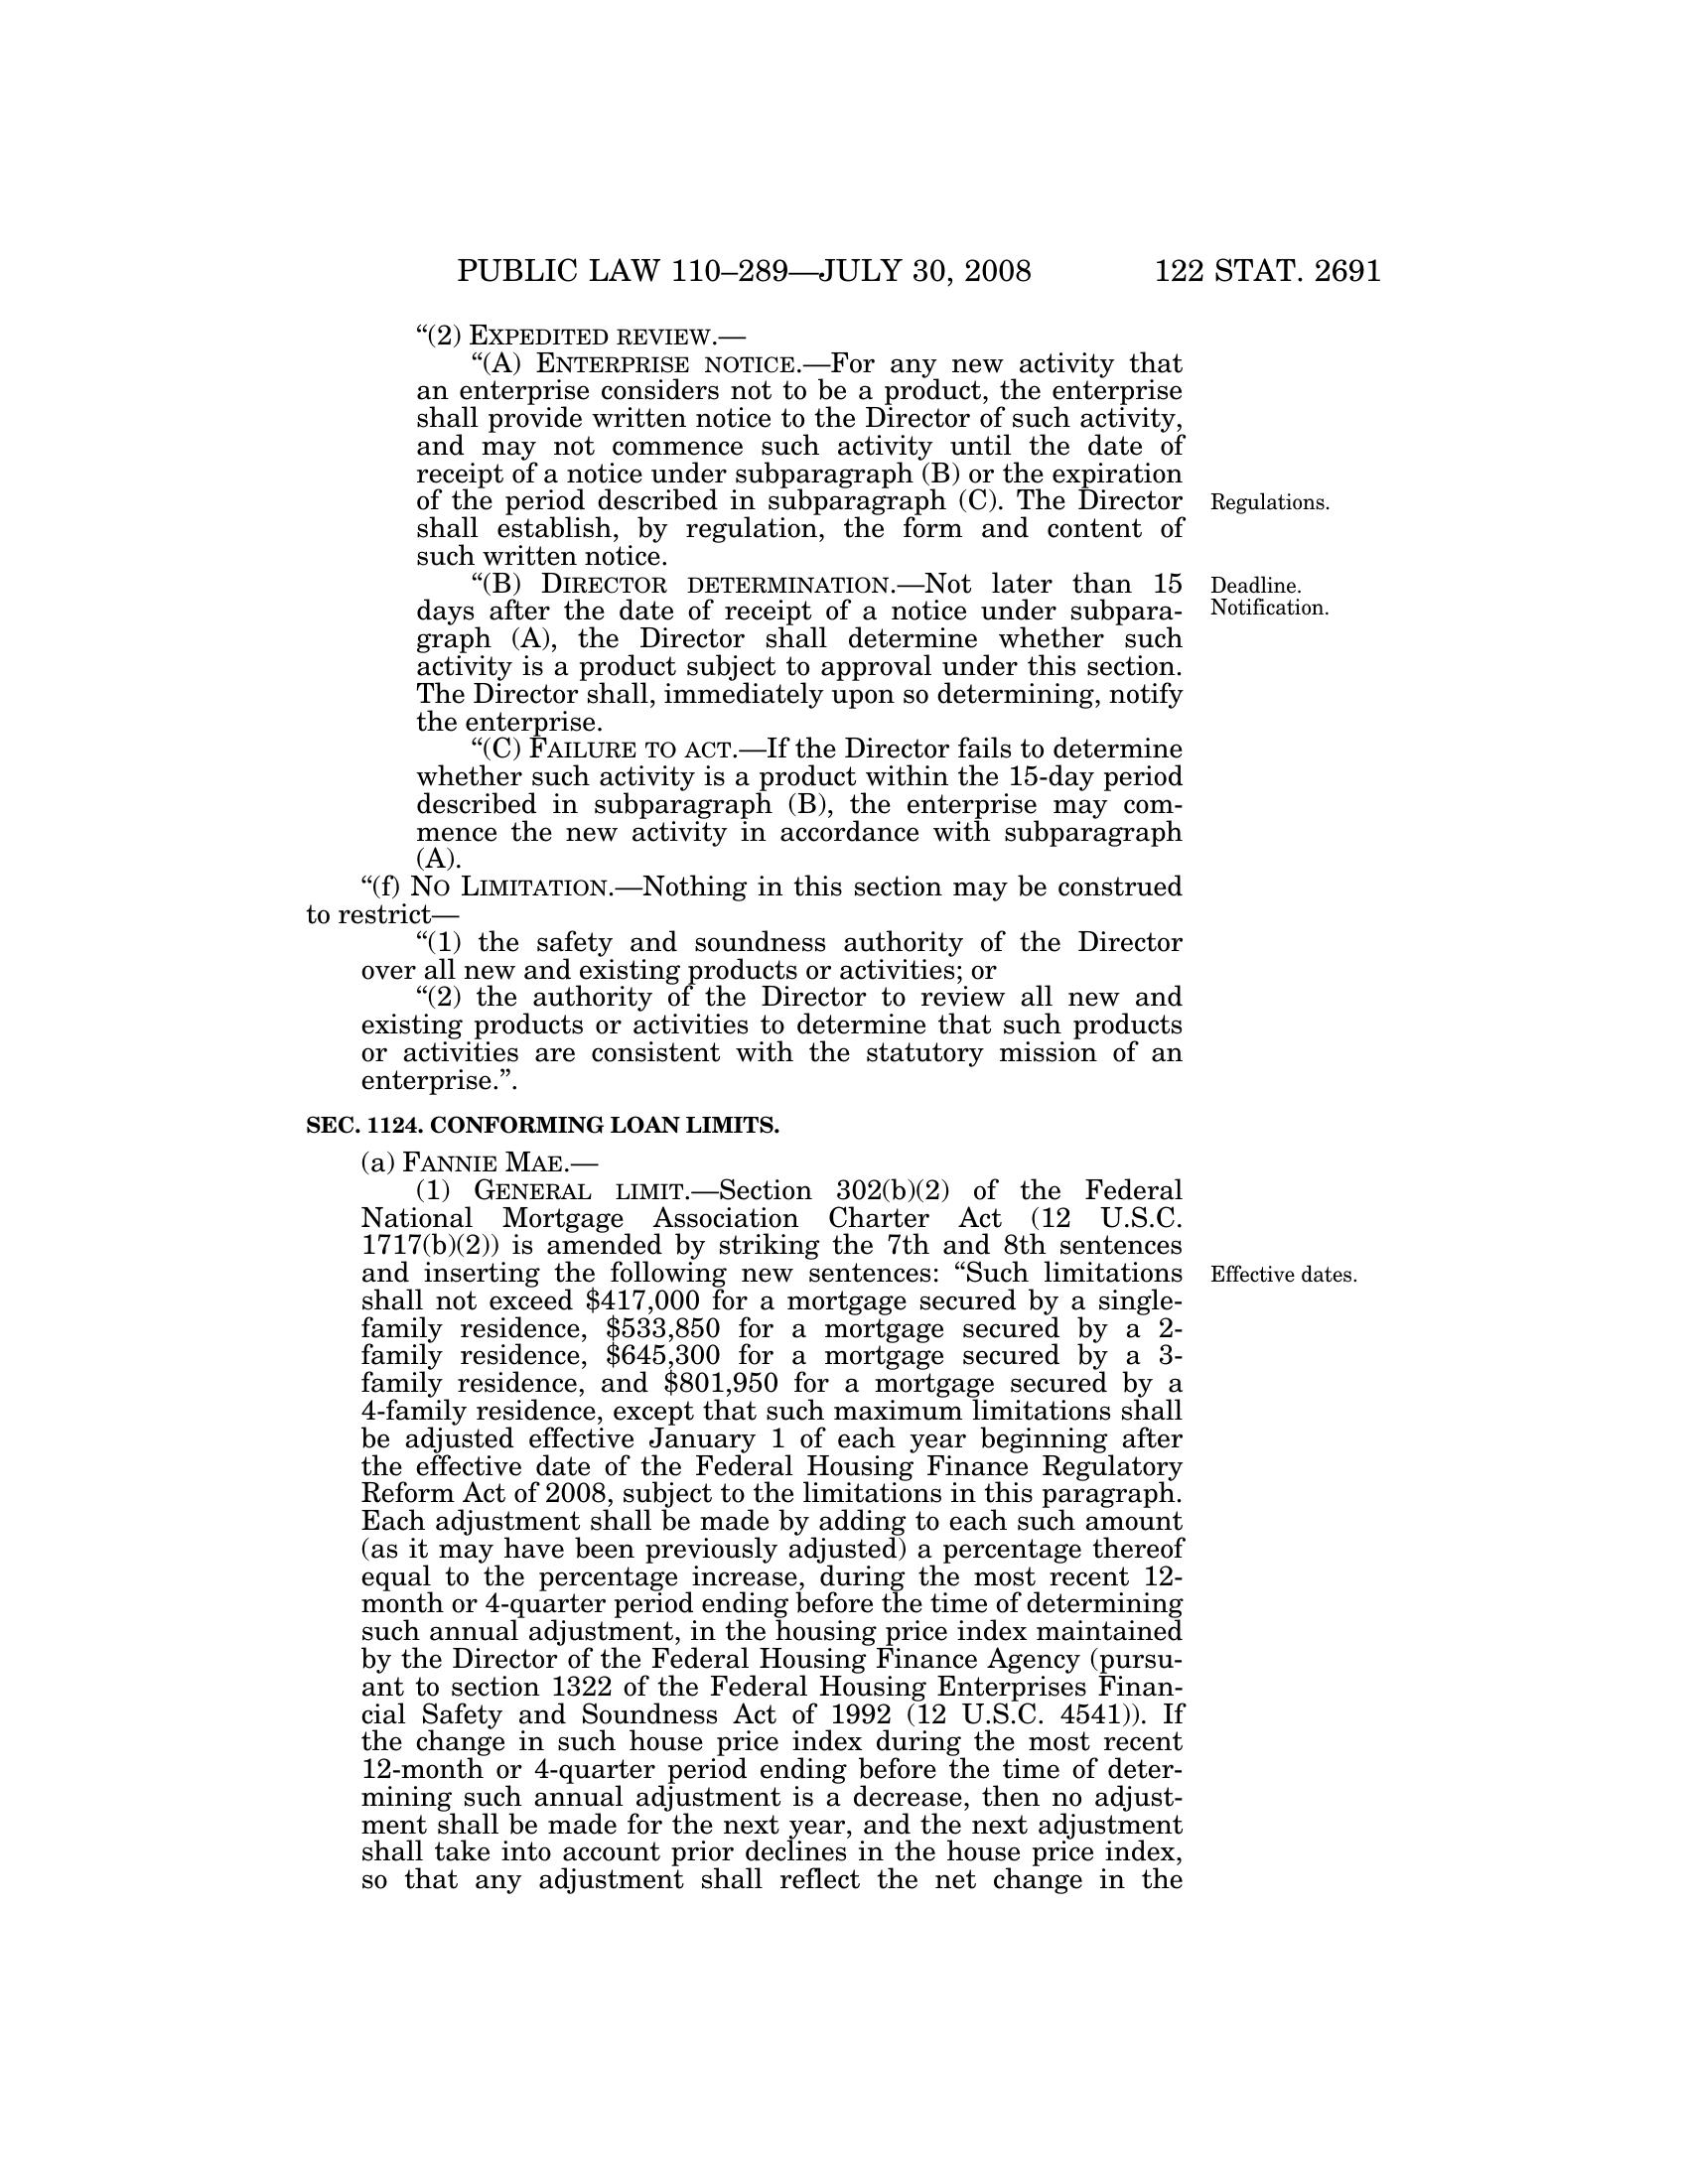 PUBLIC LAW 110–289—JULY 30, 2008 122 STAT. 2691
“(2) EXPEDITED REVIEW.—
“(A) ENTERPRISE NOTICE.—For any new activity that
an enterprise considers not to be a product, the enterprise
shall provide written notice to the Director of such activity,
and may not commence such activity until the date of
receipt of a notice under subparagraph (B) or the expiration
of the period described in subparagraph (C). The Director
Regulations.
shall establish, by regulation, the form and content of
such written notice.
“(B) DIRECTOR DETERMINATION.—Not later than 15
Deadline.
days after the date of receipt of a notice under subpara-
Notification.
graph (A), the Director shall determine whether such
activity is a product subject to approval under this section.
The Director shall, immediately upon so determining, notify
the enterprise.
“(C) FAILURE TO ACT.—If the Director fails to determine
whether such activity is a product within the 15-day period
described in subparagraph (B), the enterprise may com-
mence the new activity in accordance with subparagraph
(A).
“(f) NO LIMITATION.—Nothing in this section may be construed
to restrict—
“(1) the safety and soundness authority of the Director
over all new and existing products or activities; or
“(2) the authority of the Director to review all new and
existing products or activities to determine that such products
or activities are consistent with the statutory mission of an
enterprise.”.
SEC. 1124. CONFORMING LOAN LIMITS.
(a) FANNIE MAE.—
(1) GENERAL LIMIT.—Section 302(b)(2) of the Federal
National Mortgage Association Charter Act (12 U.S.C.
1717(b)(2)) is amended by striking the 7th and 8th sentences
and inserting the following new sentences: “Such limitations
Effective dates.
shall not exceed $417,000 for a mortgage secured by a single-
family residence, $533,850 for a mortgage secured by a 2-
family residence, $645,300 for a mortgage secured by a 3-
family residence, and $801,950 for a mortgage secured by a
4-family residence, except that such maximum limitations shall
be adjusted effective January 1 of each year beginning after
the effective date of the Federal Housing Finance Regulatory
Reform Act of 2008, subject to the limitations in this paragraph.
Each adjustment shall be made by adding to each such amount
(as it may have been previously adjusted) a percentage thereof
equal to the percentage increase, during the most recent 12-
month or 4-quarter period ending before the time of determining
such annual adjustment, in the housing price index maintained
by the Director of the Federal Housing Finance Agency (pursu-
ant to section 1322 of the Federal Housing Enterprises Finan-
cial Safety and Soundness Act of 1992 (12 U.S.C. 4541)). If
the change in such house price index during the most recent
12-month or 4-quarter period ending before the time of deter-
mining such annual adjustment is a decrease, then no adjust-
ment shall be made for the next year, and the next adjustment
shall take into account prior declines in the house price index,
so that any adjustment shall reflect the net change in the